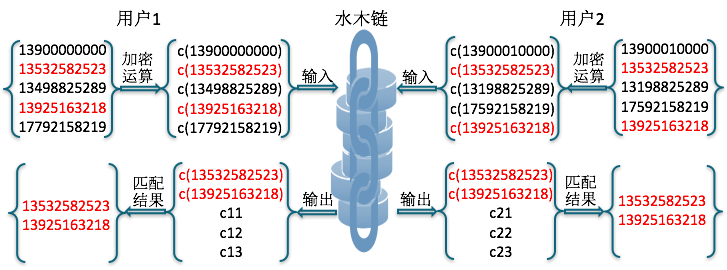 用户1
水木链
用户2
13900000000
13532582523
13498825289
13925163218
17792158219
加密
运算
c(13900000000)
c(13532582523)
c(13498825289)
c(13925163218)
c(17792158219)
输入
输入
c(13900010000)
c(13532582523)
c(13198825289)
c(17592158219)
c(13925163218)
加密
运算
13900010000
13532582523
13198825289
17592158219
13925163218
13532582523
13925163218
匹配
结果
c(13532582523)
c(13925163218)
c11
c12
c13
输出
输出
c(13532582523)
c(13925163218)
c21
c22
c23
匹配
结果
13532582523
13925163218